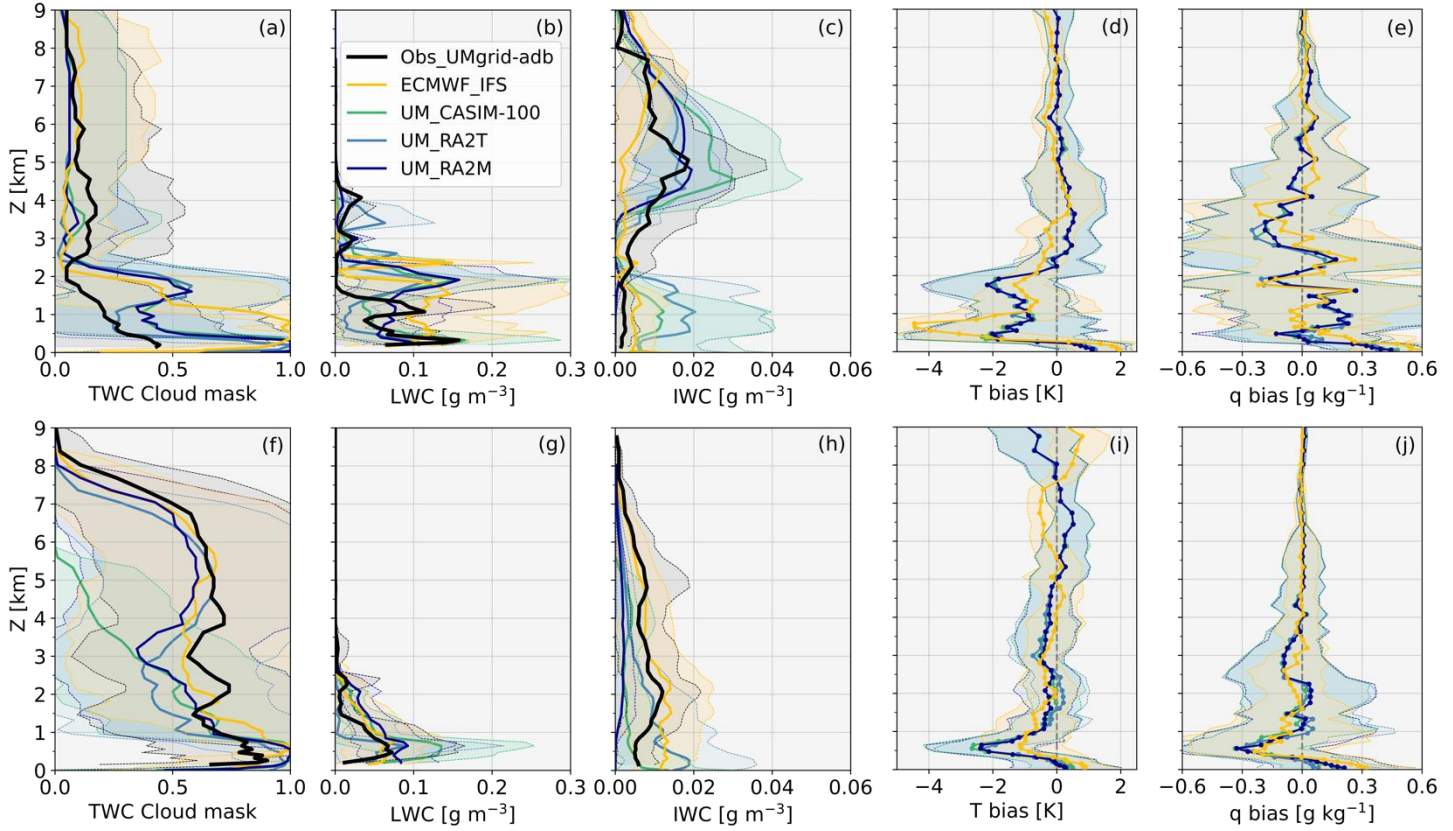 9
8
7
6
5
4
3
2
1
0
Z [km]
(a)
0.0
0.5
1.0
TWC Cloud mask
(b)
Obs_UMgrid-adb
ECMWF_IFS
UM_CASIM-100
UM_RA2T
UM_RA2M
0.0
0.1
0.2
0.3
LWC [g m⁻³]
(c)
0.00
0.02
0.04
0.06
IWC [g m⁻³]
(d)
−4
−2
0
2
T bias [K]
(e)
−0.6
−0.3
0.0
0.3
0.6
q bias [g kg⁻¹]
9
8
7
6
5
4
3
2
1
0
Z [km]
(f)
0.0
0.5
1.0
TWC Cloud mask
(g)
0.0
0.1
0.2
0.3
LWC [g m⁻³]
(h)
0.00
0.02
0.04
0.06
IWC [g m⁻³]
(i)
−4
−2
0
2
T bias [K]
(j)
−0.6
−0.3
0.0
0.3
0.6
q bias [g kg⁻¹]